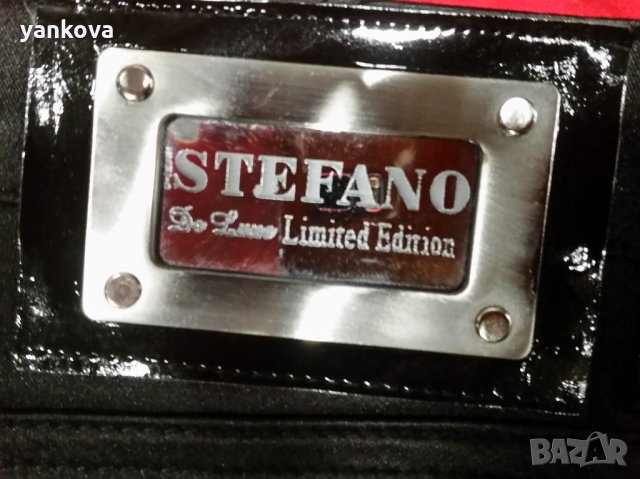 yankova
STEFANO
De Luxe Limited Edition
BAZAR